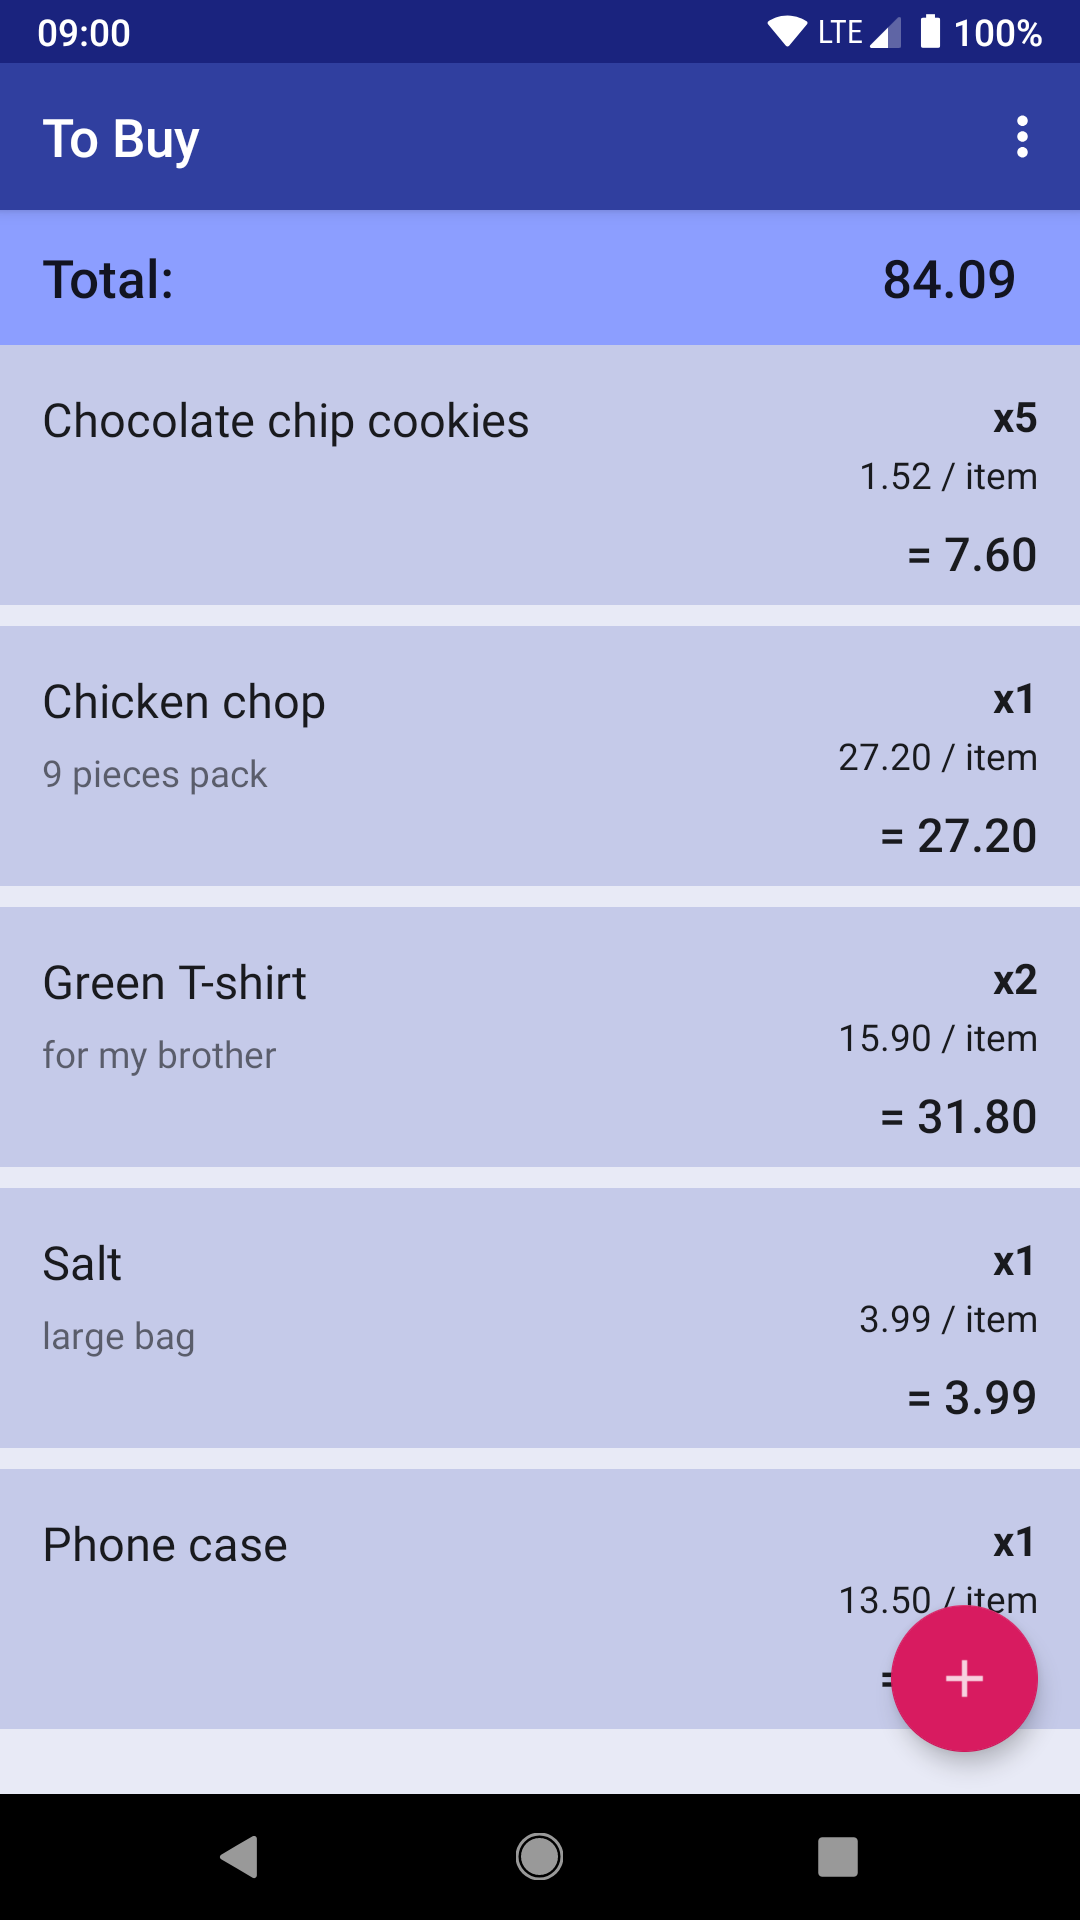 09:00 LTE 100%
To Buy
Total: 84.09
Chocolate chip cookies x5
1.52 / item
= 7.60
Chicken chop x1
9 pieces pack 27.20 / item
= 27.20
Green T-shirt x2
for my brother 15.90 / item
= 31.80
Salt x1
large bag 3.99 / item
= 3.99
Phone case x1
13.50 / item
=
+